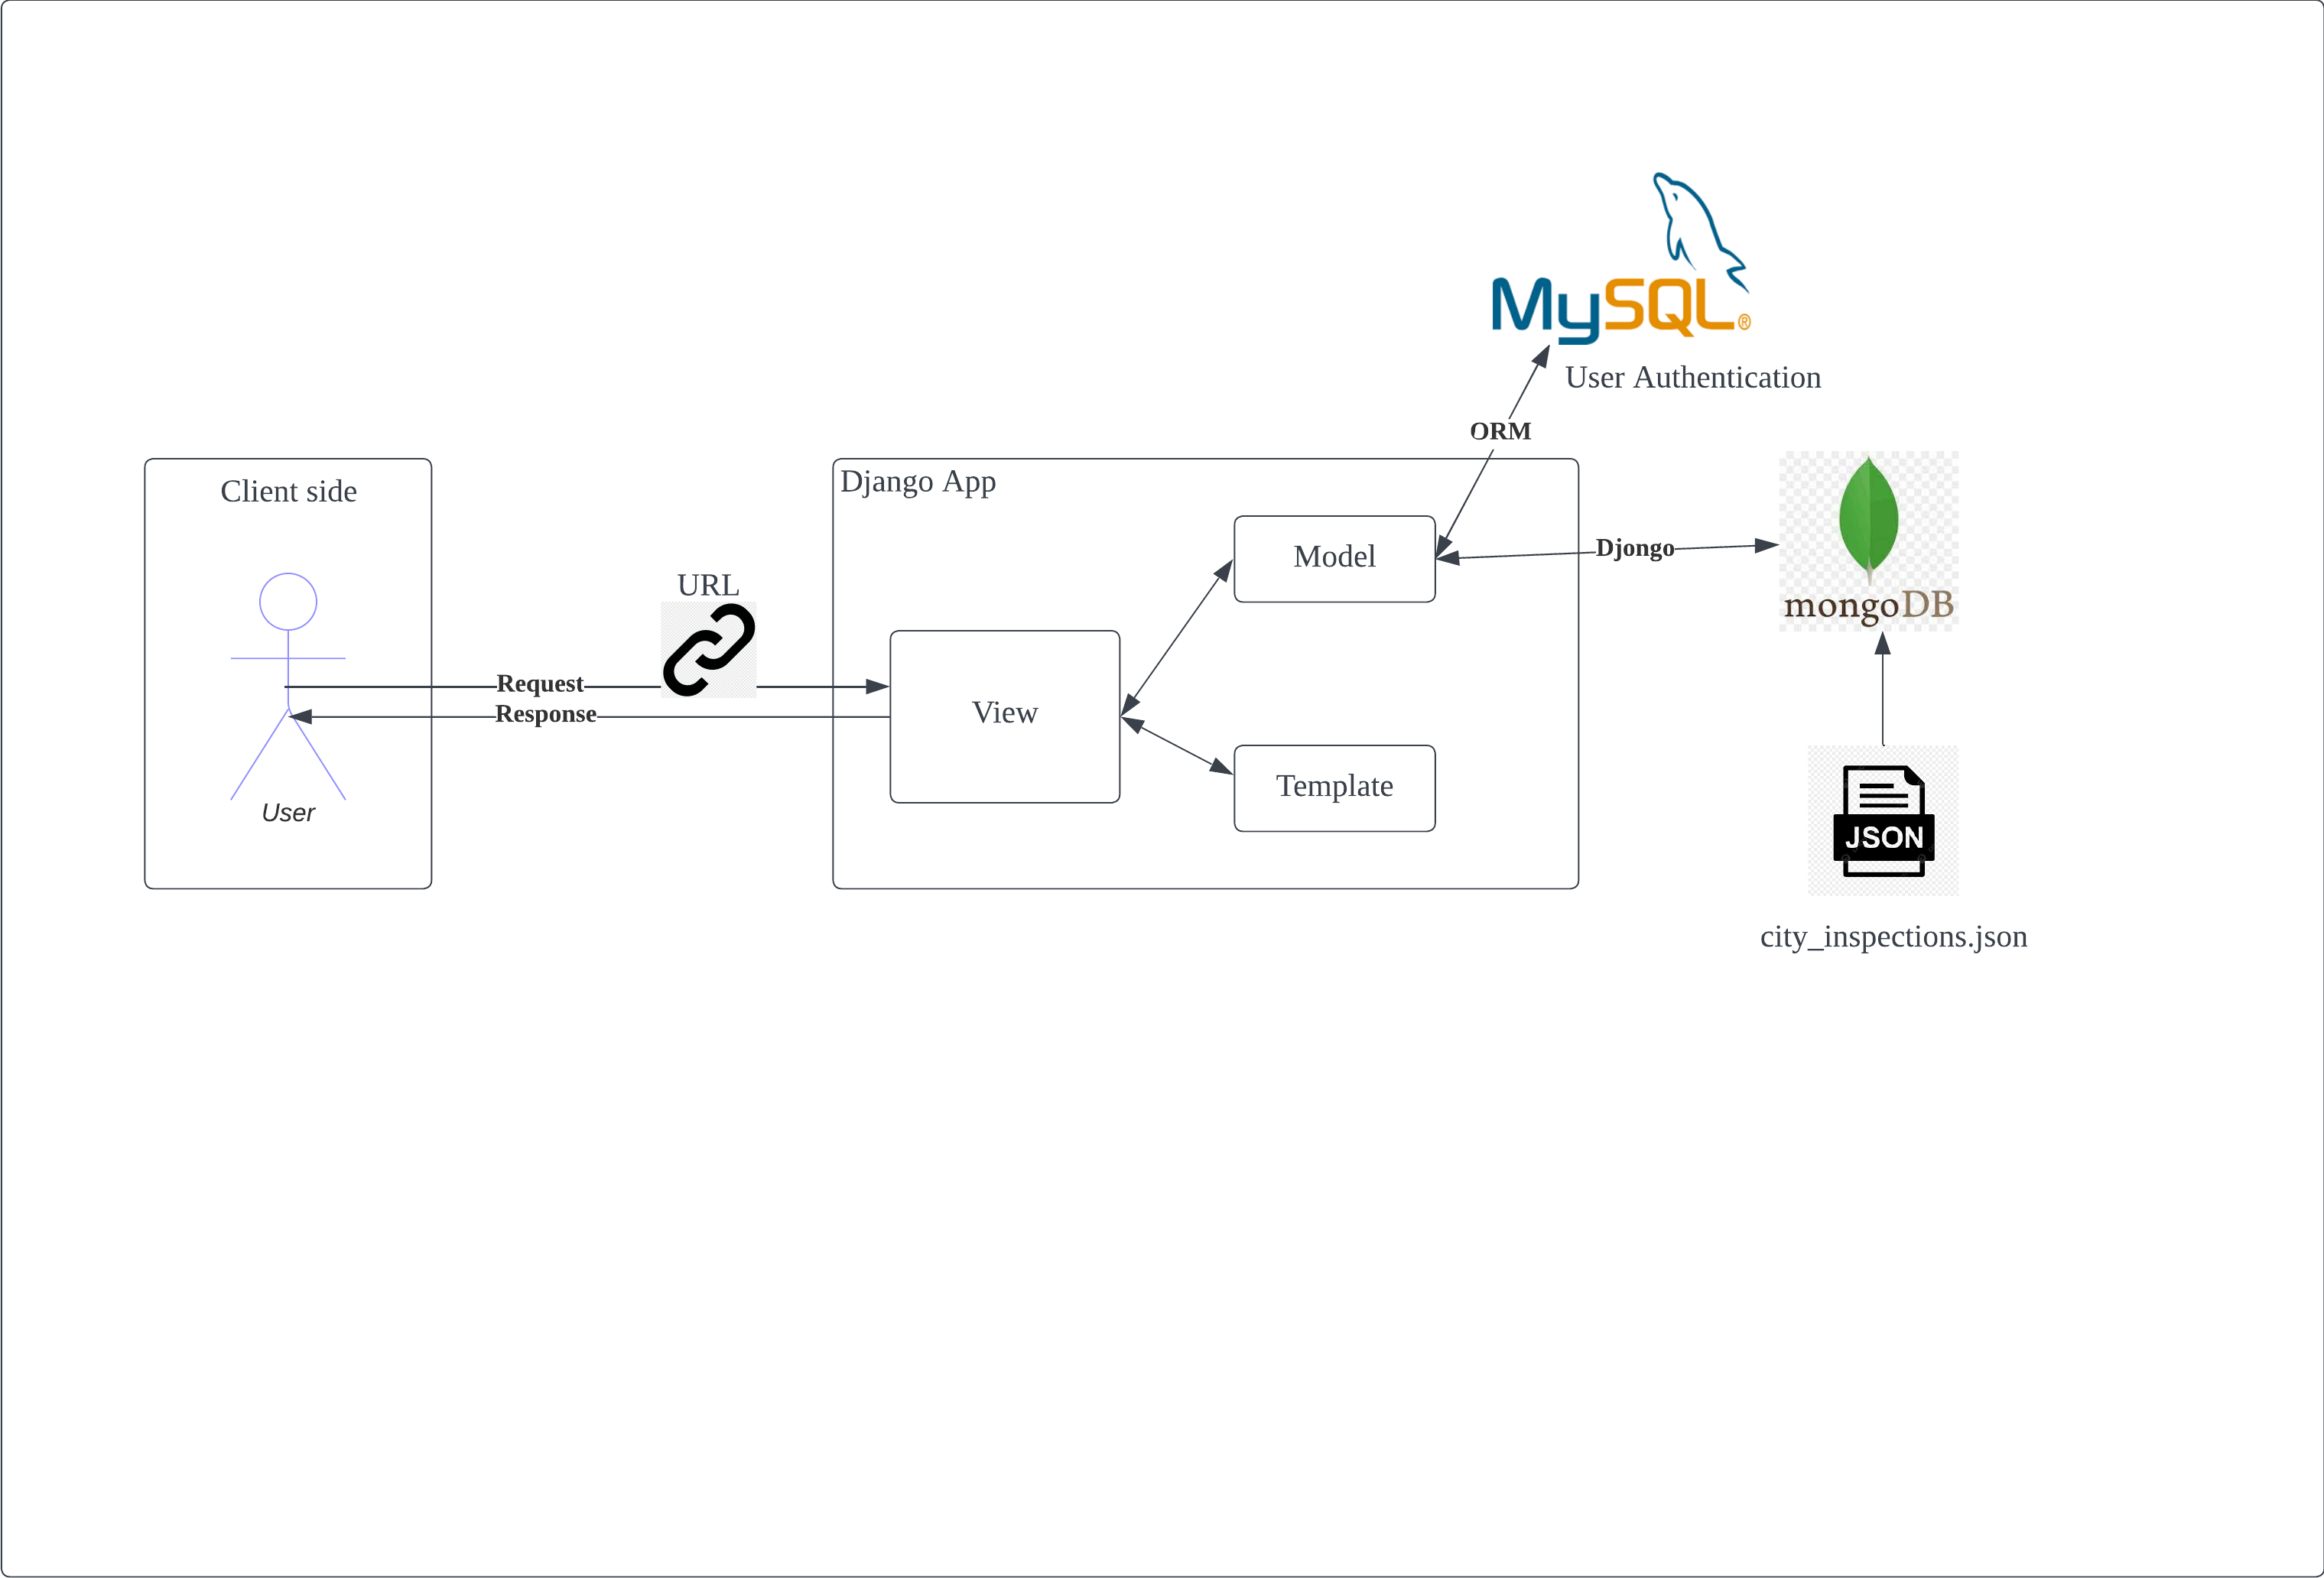 MySQL®
User Authentication
ORM
Client side
Django App
Model
Djongo
mongoDB
URL
Request
Response
View
Template
User
JSON
city_inspections.json